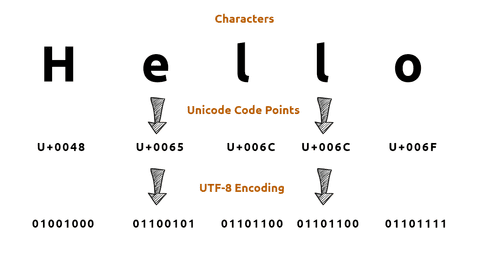 Characters
H e l l o
Unicode Code Points
U+0048 U+0065 U+006C U+006C U+006F
UTF-8 Encoding
01001000 01100101 01101100 01101100 01101111